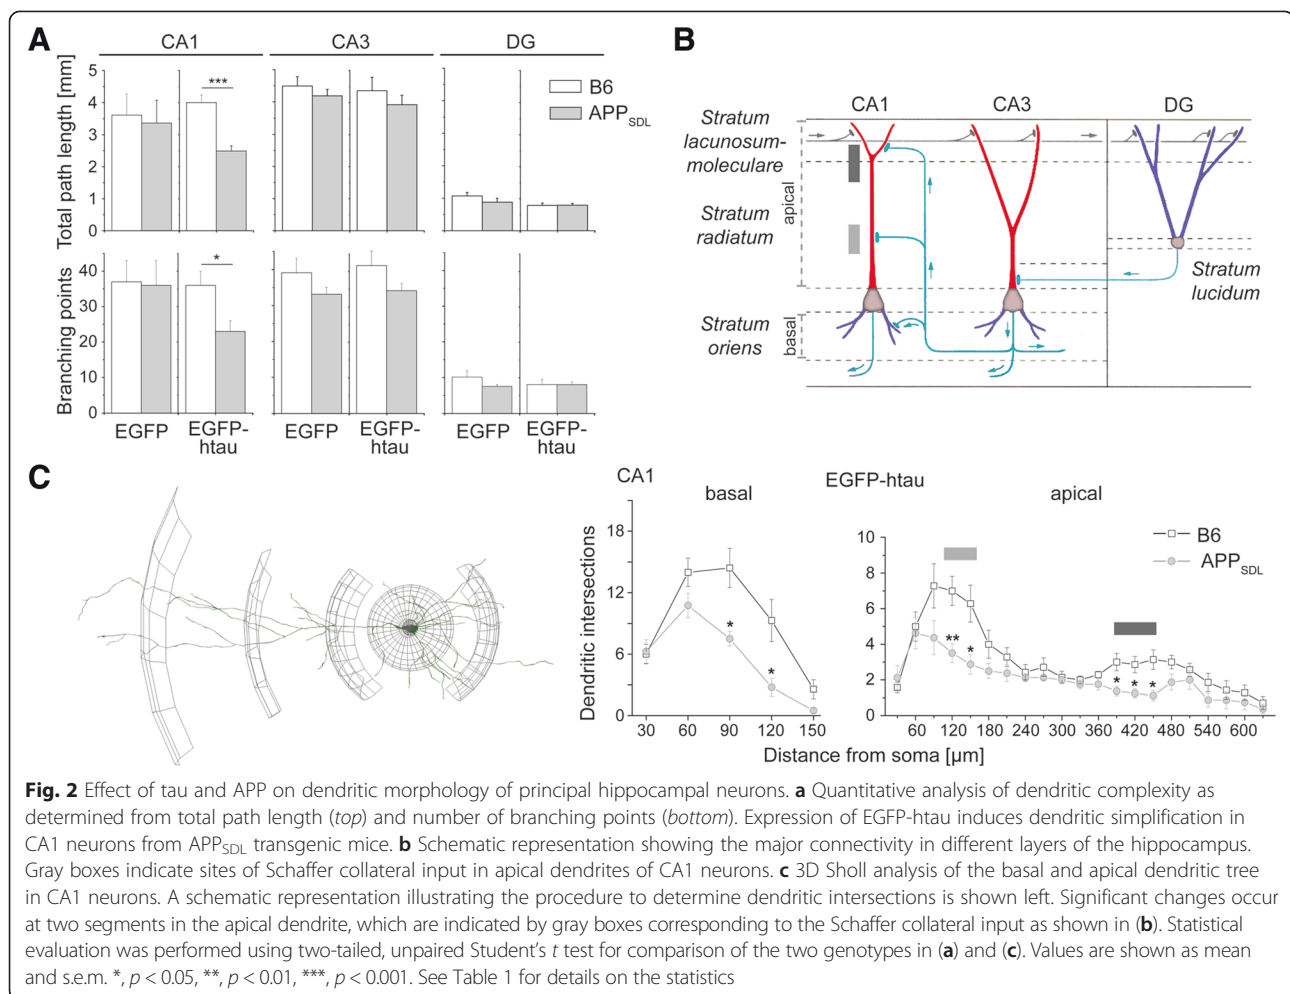 A
CA1
CA3
DG
Total path length [mm]
5
4
3
2
1
0
***
B6
APP_SDL
Branching points
40
30
20
10
0
*
EGFP
EGFP-
htau
EGFP
EGFP-
htau
EGFP
EGFP-
htau
B
CA1
CA3
DG
Stratum
lacunosum-
moleculare
apical
Stratum
radiatum
Stratum
lucidum
Stratum
oriens
basal
C
CA1
basal
EGFP-htau
apical
Dendritic intersections
18
12
6
0
*
*
30 60 90 120 150
10
8
6
4
2
0
B6
APP_SDL
**
*
* * *
60 120 180 240 300 360 420 480 540 600
Distance from soma [µm]
Fig. 2 Effect of tau and APP on dendritic morphology of principal hippocampal neurons. a Quantitative analysis of dendritic complexity as
determined from total path length (top) and number of branching points (bottom). Expression of EGFP-htau induces dendritic simplification in
CA1 neurons from APP_SDL transgenic mice. b Schematic representation showing the major connectivity in different layers of the hippocampus.
Gray boxes indicate sites of Schaffer collateral input in apical dendrites of CA1 neurons. c 3D Sholl analysis of the basal and apical dendritic tree
in CA1 neurons. A schematic representation illustrating the procedure to determine dendritic intersections is shown left. Significant changes occur
at two segments in the apical dendrite, which are indicated by gray boxes corresponding to the Schaffer collateral input as shown in (b). Statistical
evaluation was performed using two-tailed, unpaired Student's t test for comparison of the two genotypes in (a) and (c). Values are shown as mean
and s.e.m. *, p < 0.05, **, p < 0.01, ***, p < 0.001. See Table 1 for details on the statistics